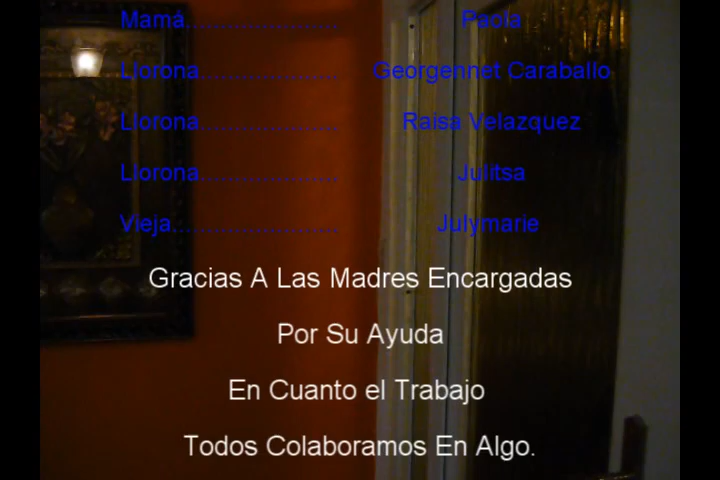 Mamá.................... Paola
Llorona.................. Georgennet Caraballo
Llorona.................. Raisa Velazquez
Llorona.................. Julitsa
Vieja...................... Julymarie
Gracias A Las Madres Encargadas
Por Su Ayuda
En Cuanto el Trabajo
Todos Colaboramos En Algo.